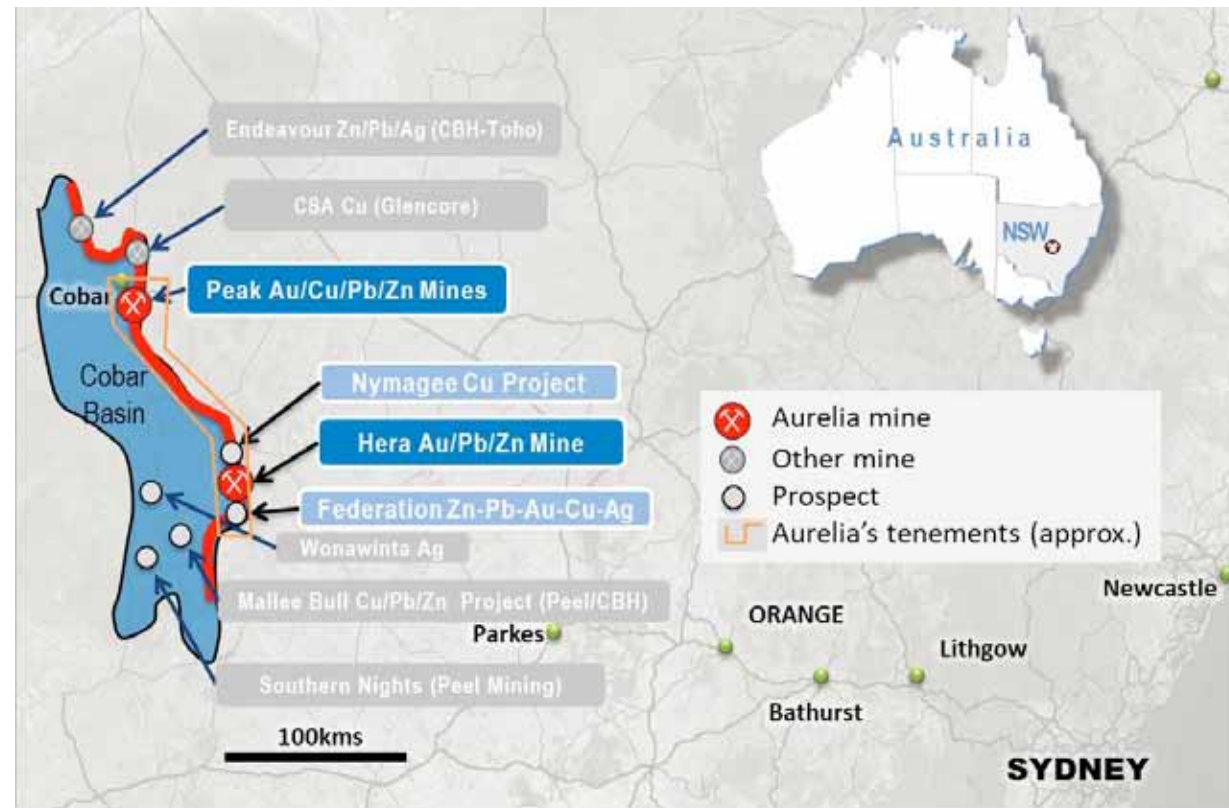 Endeavour Zn/Pb/Ag (CBH-Toho)
CSA Cu (Glencore)
Peak Au/Cu/Pb/Zn Mines
Cobar
Cobar
Basin
Nymagee Cu Project
Hera Au/Pb/Zn Mine
Federation Zn-Pb-Au-Cu-Ag
Wonawinta Ag
Mallee Bull Cu/Pb/Zn Project (Peel/CBH)
Southern Nights (Peel Mining)
100kms
Australia
NSW
Aurelia mine
Other mine
Prospect
Aurelia's tenements (approx.)
Newcastle
ORANGE
Parkes
Lithgow
Bathurst
SYDNEY